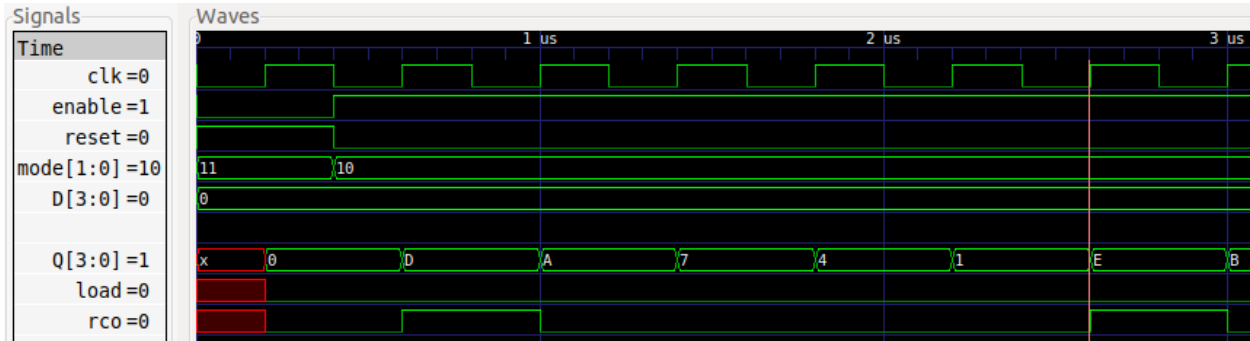 Signals
Waves
Time
0 1 us 2 us 3 us
clk =0
enable =1
reset =0
mode[1:0] =10 11 10
D[3:0] =0 0
Q[3:0] =1 x 0 D A 7 4 1 E B
load =0
rco =0